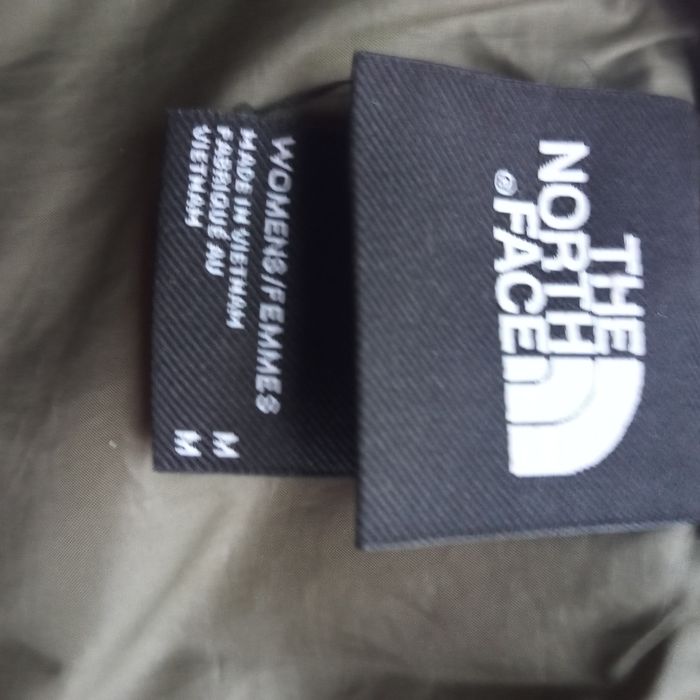 THE
NORTH
FACE
®
WOMENS/FEMMES
MADE IN VIETNAM M
FABRIQUÉ AU
VIETNAM M